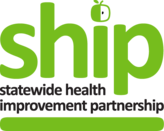 ship
statewide health
improvement partnership